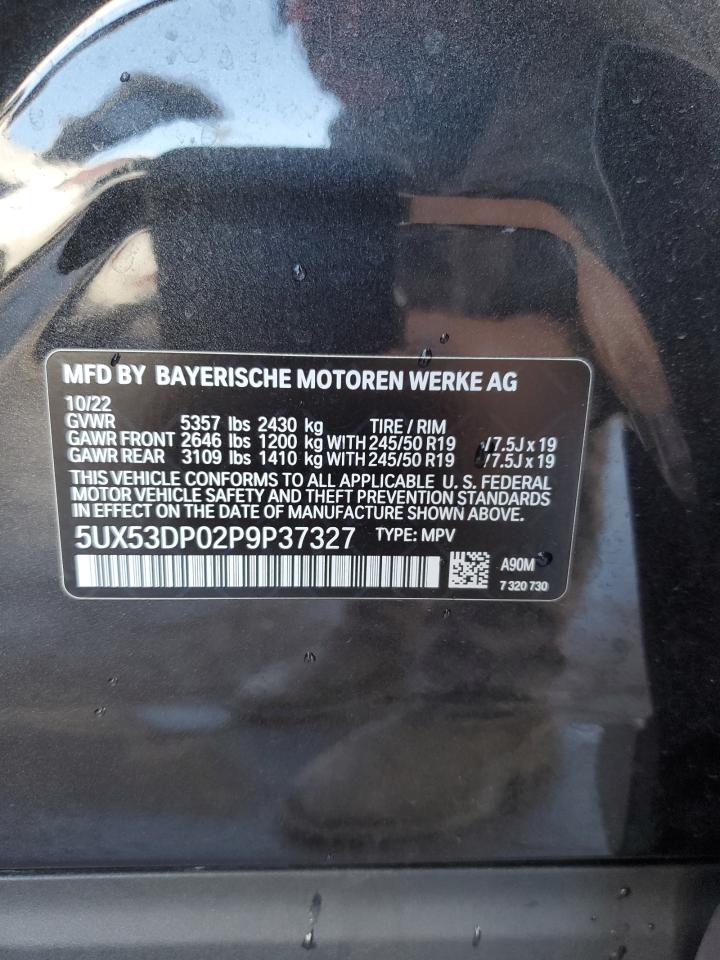 MFD BY BAYERISCHE MOTOREN WERKE AG
10/22
GVWR 5357 lbs 2430 kg TIRE / RIM
GAWR FRONT 2646 lbs 1200 kg WITH 245/50 R19 /7.5J x 19
GAWR REAR 3109 lbs 1410 kg WITH 245/50 R19 /7.5J x 19
THIS VEHICLE CONFORMS TO ALL APPLICABLE U. S. FEDERAL
MOTOR VEHICLE SAFETY AND THEFT PREVENTION STANDARDS
IN EFFECT ON THE DATE OF MANUFACTURE SHOWN ABOVE.
5UX53DP02P9P37327 TYPE: MPV
A90M
7 320 730